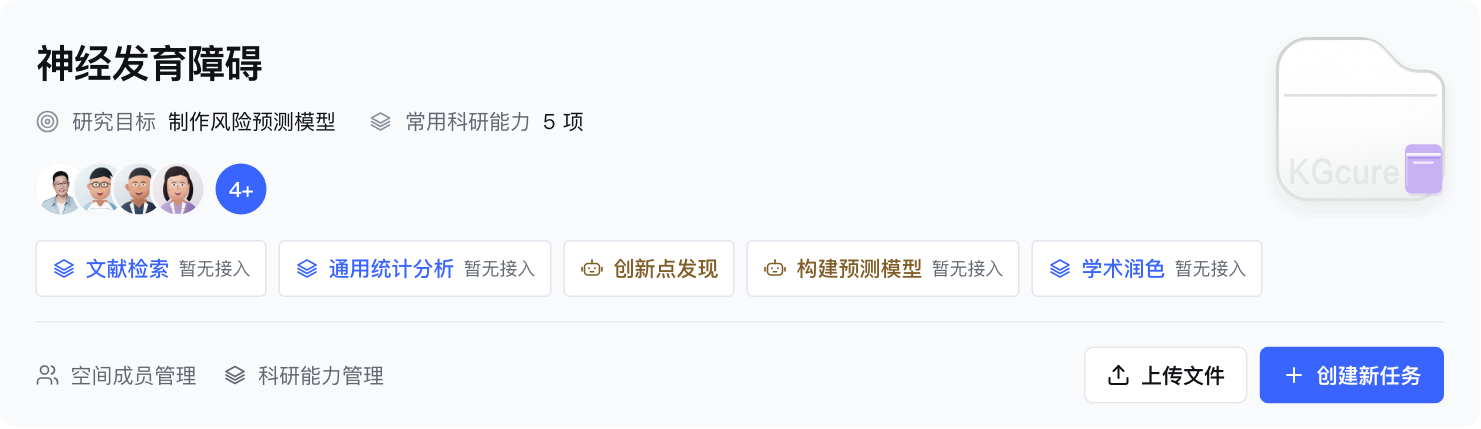 神经发育障碍
研究目标 制作风险预测模型 常用科研能力 5 项
KGcure
4+
文献检索 暂无接入 通用统计分析 暂无接入 创新点发现 构建预测模型 暂无接入 学术润色 暂无接入
空间成员管理 科研能力管理 上传文件 创建新任务